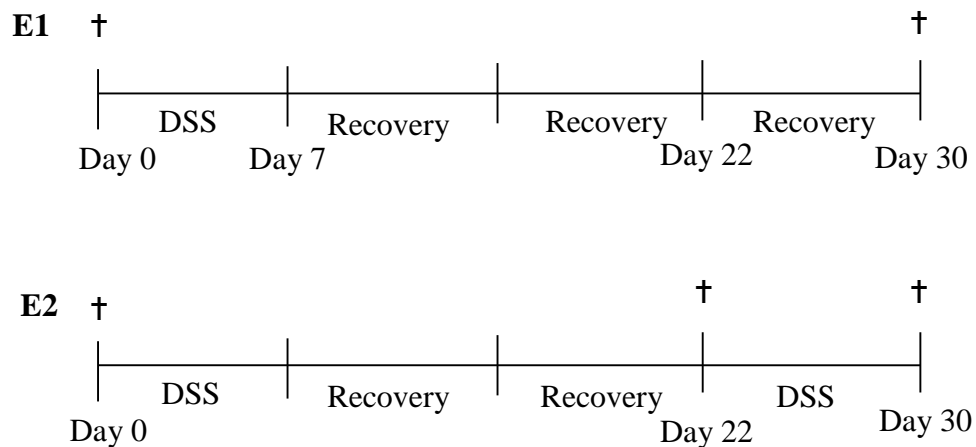 E1 † †
DSS Recovery Recovery Recovery
Day 0 Day 7 Day 22 Day 30
E2 † † †
DSS Recovery Recovery DSS
Day 0 Day 22 Day 30